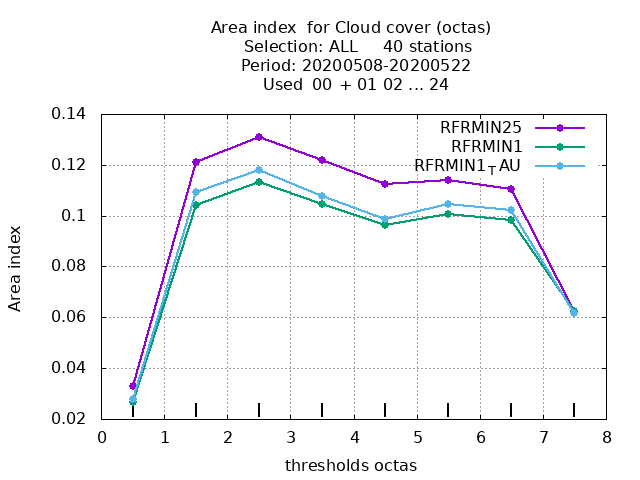 Area index  for Cloud cover (octas)
Selection: ALL     40 stations
Period: 20200508-20200522
Used  00  + 01 02 ... 24
0.14
0.12
0.1
0.08
0.06
0.04
0.02
Area index
RFRMIN25
RFRMIN1
RFRMIN1TAU
0 1 2 3 4 5 6 7 8
thresholds octas